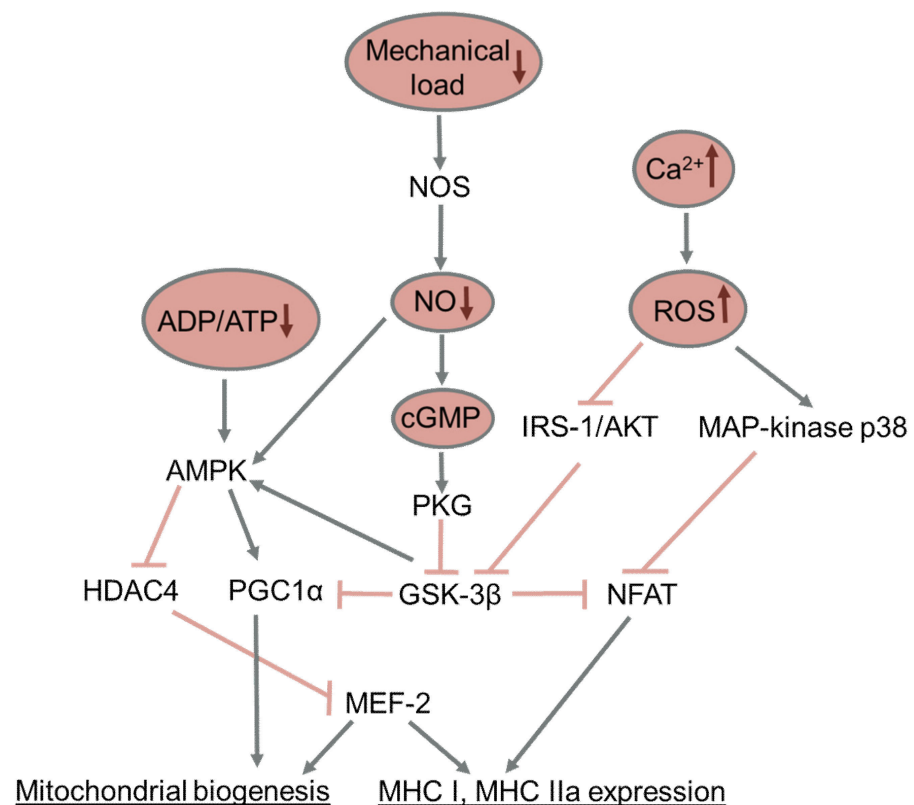 Mechanical
load
Ca²⁺
NOS
ADP/ATP
NO
ROS
cGMP
IRS-1/AKT
MAP-kinase p38
AMPK
PKG
HDAC4
PGC1α
GSK-3β
NFAT
MEF-2
Mitochondrial biogenesis
MHC I, MHC IIa expression